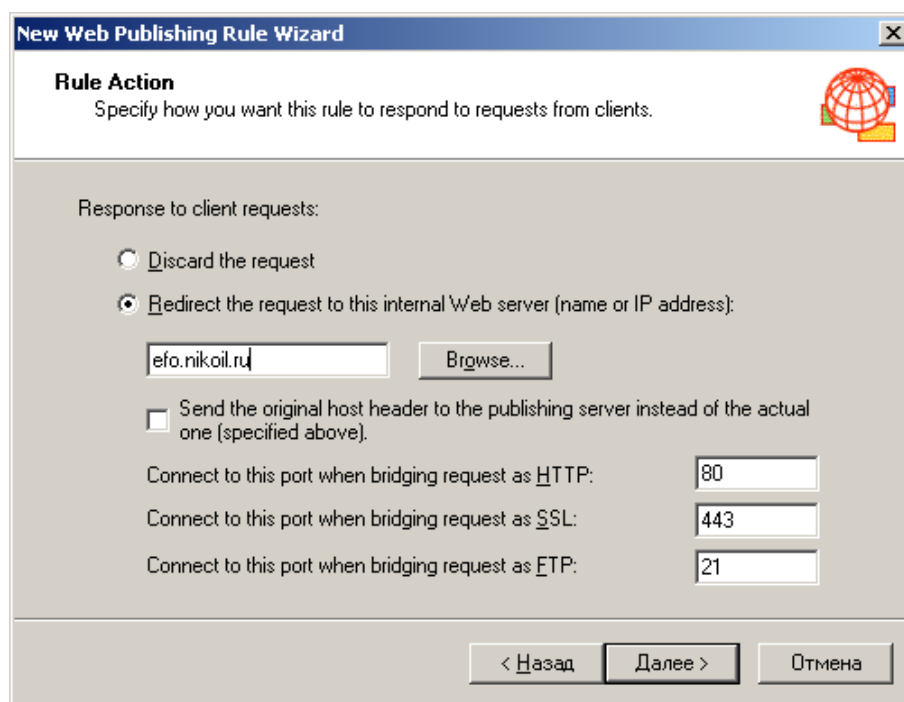 New Web Publishing Rule Wizard
Rule Action
Specify how you want this rule to respond to requests from clients.
Response to client requests:
Discard the request
Redirect the request to this internal Web server (name or IP address):
efo.nikoil.ru
Browse...
Send the original host header to the publishing server instead of the actual
one (specified above).
Connect to this port when bridging request as HTTP:
80
Connect to this port when bridging request as SSL:
443
Connect to this port when bridging request as FTP:
21
< Назад
Далее >
Отмена